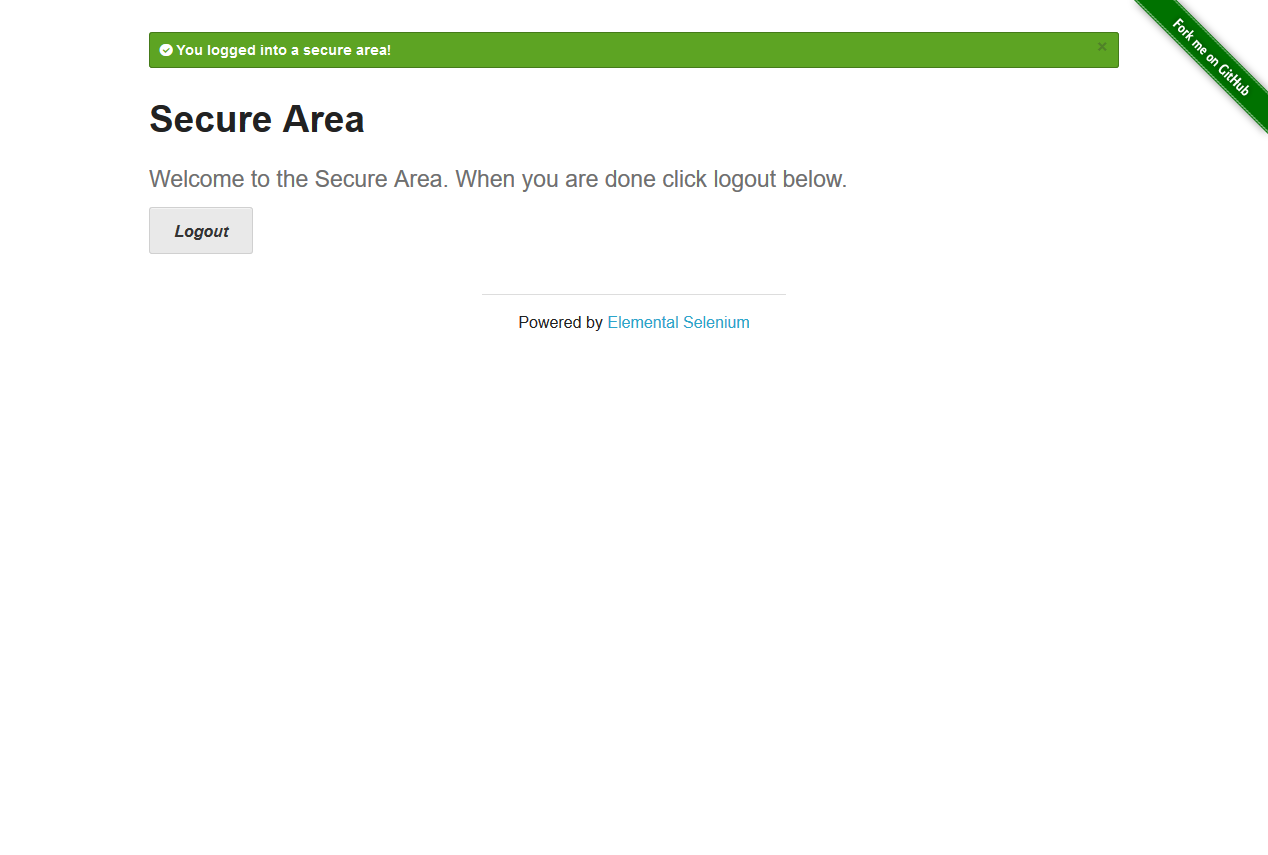 You logged into a secure area!
×
Fork me on GitHub
Secure Area
Welcome to the Secure Area. When you are done click logout below.
Logout
Powered by Elemental Selenium